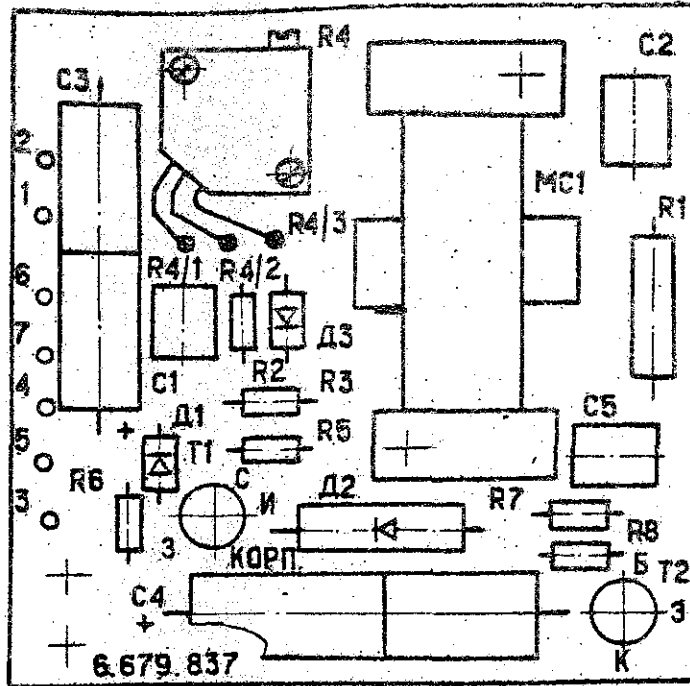 R4
C2
C3
2
1
МС1
R1
R4/3
R4/1 R4/2
6
7
Д3
C1
R2
R3
4
C5
+
Д1
5
T1
R5
R6
С
Д2
R7
И
3
З
R8
КОРП.
Б
T2
C4
Э
+
К
6.679.837